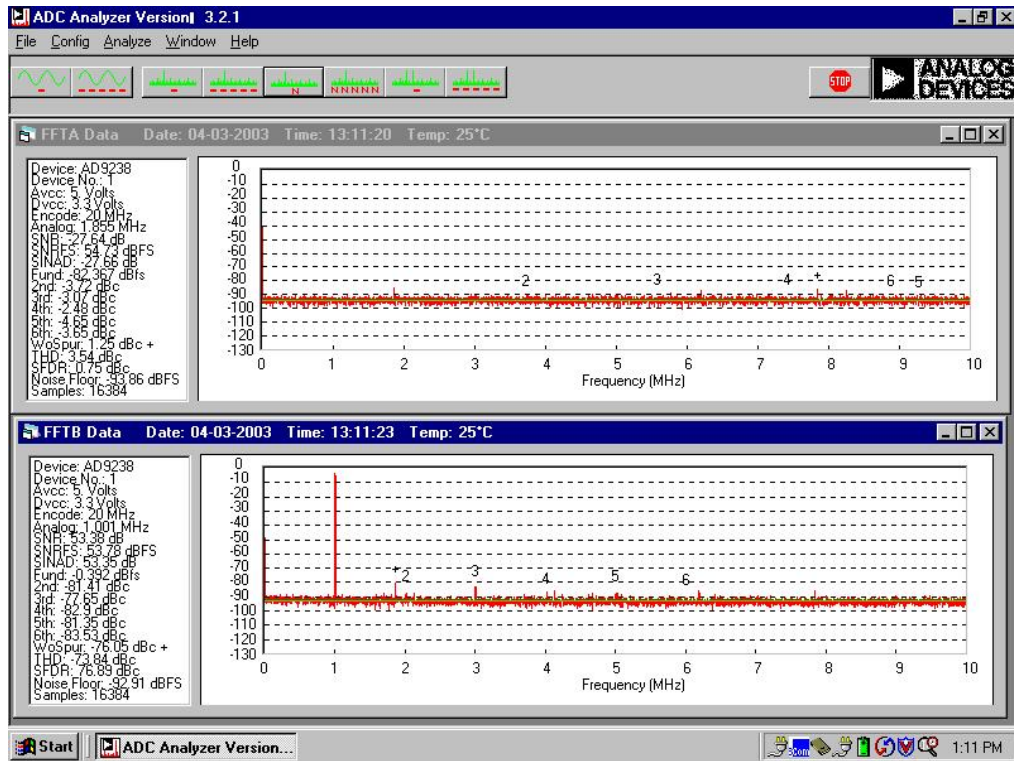 ADC Analyzer Version 3.2.1
File Config Analyze Window Help
N NNNNN
STOP
ANALOG
DEVICES
FFTA Data Date: 04-03-2003 Time: 13:11:20 Temp: 25°C
Device: AD9238
Device No.: 1
Avcc: 5. Volts
Dvcc: 3.3 Volts
Encode: 20 MHz
Analog: 1.855 MHz
SNR: -27.64 dB
SNRFS: 54.73 dBFS
SINAD: -27.66 dB
Fund: -82.367 dBfs
2nd: -3.72 dBc
3rd: -3.07 dBc
4th: -2.48 dBc
5th: -4.65 dBc
6th: -3.65 dBc
WoSpur: 1.25 dBc +
THD: 3.54 dBc
SFDR: 0.75 dBc
Noise Floor: -93.86 dBFS
Samples: 16384
0
-10
-20
-30
-40
-50
-60
-70
-80
-90
-100
-110
-120
-130
2 3 4 + 6 5
0 1 2 3 4 5 6 7 8 9 10
Frequency (MHz)
FFTB Data Date: 04-03-2003 Time: 13:11:23 Temp: 25°C
Device: AD9238
Device No.: 1
Avcc: 5. Volts
Dvcc: 3.3 Volts
Encode: 20 MHz
Analog: 1.001 MHz
SNR: 53.38 dB
SNRFS: 53.78 dBFS
SINAD: 53.35 dB
Fund: -0.392 dBfs
2nd: -81.41 dBc
3rd: -77.65 dBc
4th: -82.9 dBc
5th: -81.35 dBc
6th: -83.53 dBc
WoSpur: -76.05 dBc +
THD: -73.84 dBc
SFDR: 76.89 dBc
Noise Floor: -92.91 dBFS
Samples: 16384
0
-10
-20
-30
-40
-50
-60
-70
-80
-90
-100
-110
-120
-130
+ 2 3 4 5 6
0 1 2 3 4 5 6 7 8 9 10
Frequency (MHz)
Start ADC Analyzer Version... 1:11 PM